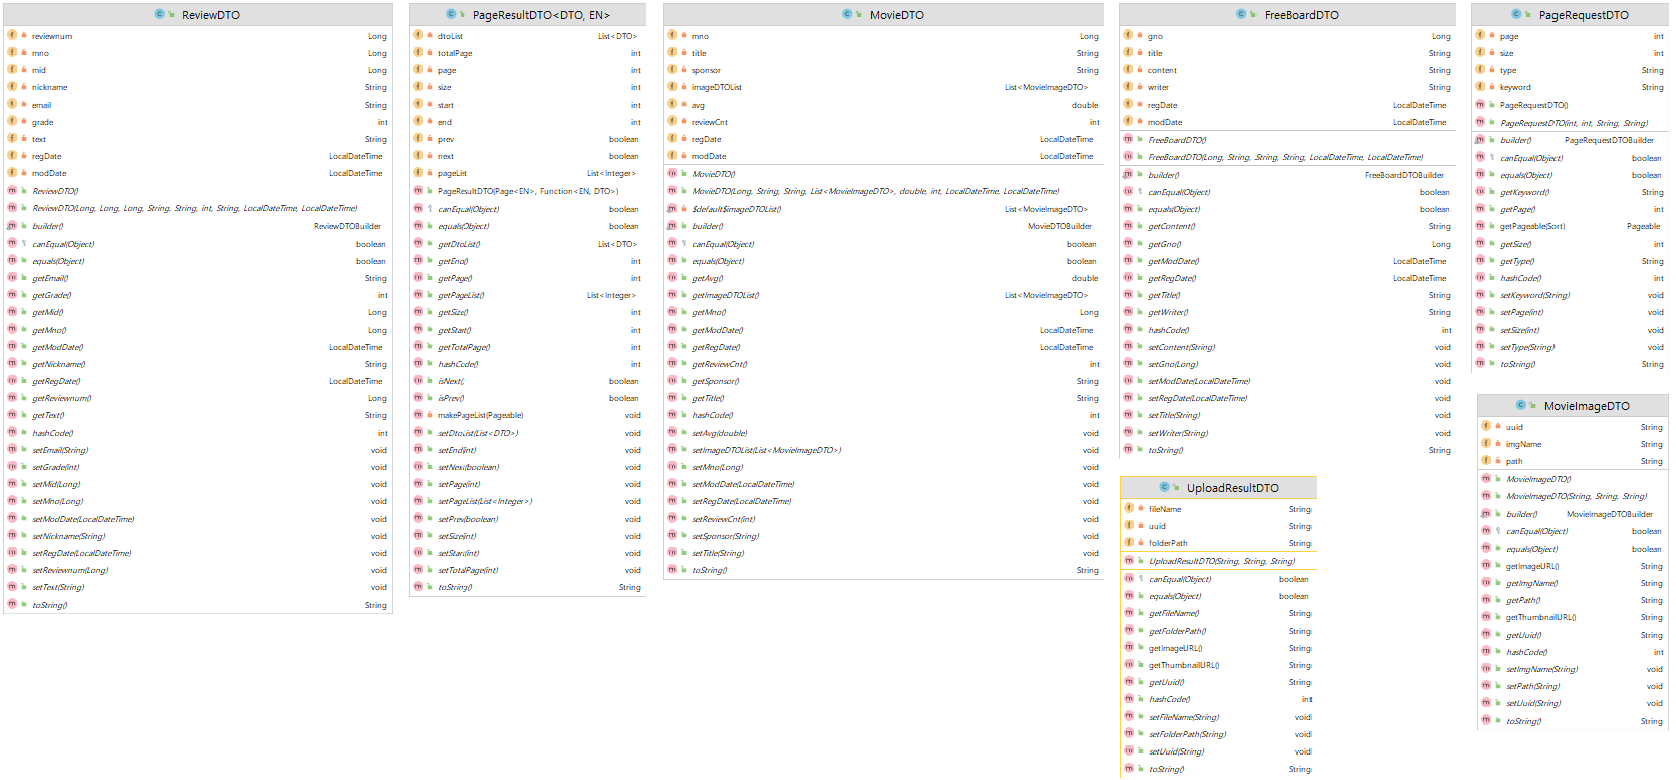 ReviewDTO
reviewnum Long
mno Long
mid Long
nickname String
email String
grade int
text String
regDate LocalDateTime
modDate LocalDateTime
ReviewDTO()
ReviewDTO(Long, Long, Long, String, String, int, String, LocalDateTime, LocalDateTime)
builder() ReviewDTOBuilder
canEqual(Object) boolean
equals(Object) boolean
getEmail() String
getGrade() int
getMid() Long
getMno() Long
getModDate() LocalDateTime
getNickname() String
getRegDate() LocalDateTime
getReviewnum() Long
getText() String
hashCode() int
setEmail(String) void
setGrade(int) void
setMid(Long) void
setMno(Long) void
setModDate(LocalDateTime) void
setNickname(String) void
setRegDate(LocalDateTime) void
setReviewnum(Long) void
setText(String) void
toString() String
PageResultDTO<DTO, EN>
dtoList List<DTO>
totalPage int
page int
size int
start int
end int
prev boolean
next boolean
pageList List<Integer>
PageResultDTO(Page<EN>, Function<EN, DTO>)
canEqual(Object) boolean
equals(Object) boolean
getDtoList() List<DTO>
getEnd() int
getPage() int
getPageList() List<Integer>
getSize() int
getStart() int
getTotalPage() int
hashCode() int
isNext() boolean
isPrev() boolean
makePageList(Pageable) void
setDtoList(List<DTO>) void
setEnd(int) void
setNext(boolean) void
setPage(int) void
setPageList(List<Integer>) void
setPrev(boolean) void
setSize(int) void
setStart(int) void
setTotalPage(int) void
toString() String
MovieDTO
mno Long
title String
sponsor String
imageDTOList List<MovieImageDTO>
avg double
reviewCnt int
regDate LocalDateTime
modDate LocalDateTime
MovieDTO()
MovieDTO(Long, String, String, List<MovieImageDTO>, double, int, LocalDateTime, LocalDateTime)
$default$imageDTOList() List<MovieImageDTO>
builder() MovieDTOBuilder
canEqual(Object) boolean
equals(Object) boolean
getAvg() double
getImageDTOList() List<MovieImageDTO>
getMno() Long
getModDate() LocalDateTime
getRegDate() LocalDateTime
getReviewCnt() int
getSponsor() String
getTitle() String
hashCode() int
setAvg(double) void
setImageDTOList(List<MovieImageDTO>) void
setMno(Long) void
setModDate(LocalDateTime) void
setRegDate(LocalDateTime) void
setReviewCnt(int) void
setSponsor(String) void
setTitle(String) void
toString() String
FreeBoardDTO
gno Long
title String
content String
writer String
regDate LocalDateTime
modDate LocalDateTime
FreeBoardDTO()
FreeBoardDTO(Long, String, String, String, LocalDateTime, LocalDateTime)
builder() FreeBoardDTOBuilder
canEqual(Object) boolean
equals(Object) boolean
getContent() String
getGno() Long
getModDate() LocalDateTime
getRegDate() LocalDateTime
getTitle() String
getWriter() String
hashCode() int
setContent(String) void
setGno(Long) void
setModDate(LocalDateTime) void
setRegDate(LocalDateTime) void
setTitle(String) void
setWriter(String) void
toString() String
UploadResultDTO
fileName String
uuid String
folderPath String
UploadResultDTO(String, String, String)
canEqual(Object) boolean
equals(Object) boolean
getFileName() String
getFolderPath() String
getImageURL() String
getThumbnailURL() String
getUuid() String
hashCode() int
setFileName(String) void
setFolderPath(String) void
setUuid(String) void
toString() String
PageRequestDTO
page int
size int
type String
keyword String
PageRequestDTO()
PageRequestDTO(int, int, String, String)
builder() PageRequestDTOBuilder
canEqual(Object) boolean
equals(Object) boolean
getKeyword() String
getPage() int
getPageable(Sort) Pageable
getSize() int
getType() String
hashCode() int
setKeyword(String) void
setPage(int) void
setSize(int) void
setType(String) void
toString() String
MovieImageDTO
uuid String
imgName String
path String
MovieImageDTO()
MovieImageDTO(String, String, String)
builder() MovieImageDTOBuilder
canEqual(Object) boolean
equals(Object) boolean
getImageURL() String
getImgName() String
getPath() String
getThumbnailURL() String
getUuid() String
hashCode() int
setImgName(String) void
setPath(String) void
setUuid(String) void
toString() String